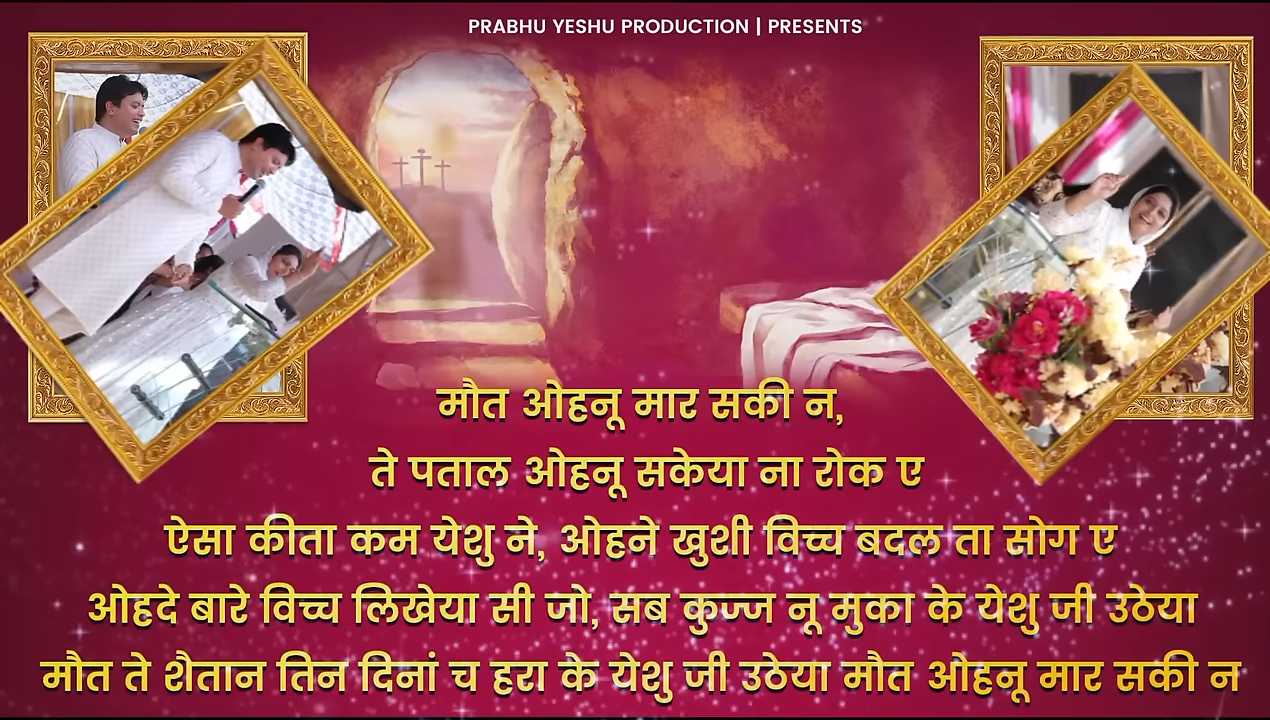 PRABHU YESHU PRODUCTION | PRESENTS
मौत ओहनू मार सकी न,
ते पताल ओहनू सकेया ना रोक ए
ऐसा कीता कम येशु ने, ओहने खुशी विच्च बदल ता सोग ए
ओहदे बारे विच्च लिखेया सी जो, सब कुज्ज नू मुका के येशु जी उठेया
मौत ते शैतान तिन दिनां च हरा के येशु जी उठेया मौत ओहनू मार सकी न